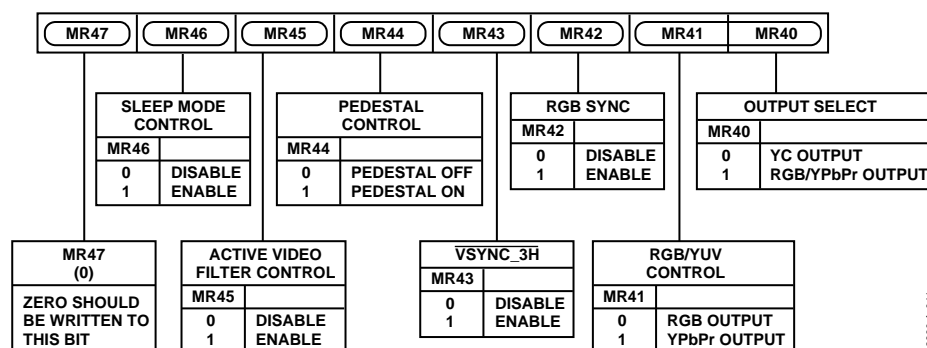 MR47 MR46 MR45 MR44 MR43 MR42 MR41 MR40
SLEEP MODE
CONTROL
MR46
0 DISABLE
1 ENABLE
PEDESTAL
CONTROL
MR44
0 PEDESTAL OFF
1 PEDESTAL ON
RGB SYNC
MR42
0 DISABLE
1 ENABLE
OUTPUT SELECT
MR40
0 YC OUTPUT
1 RGB/YPbPr OUTPUT
MR47
(0)
ZERO SHOULD
BE WRITTEN TO
THIS BIT
ACTIVE VIDEO
FILTER CONTROL
MR45
0 DISABLE
1 ENABLE
VSYNC_3H
MR43
0 DISABLE
1 ENABLE
RGB/YUV
CONTROL
MR41
0 RGB OUTPUT
1 YPbPr OUTPUT